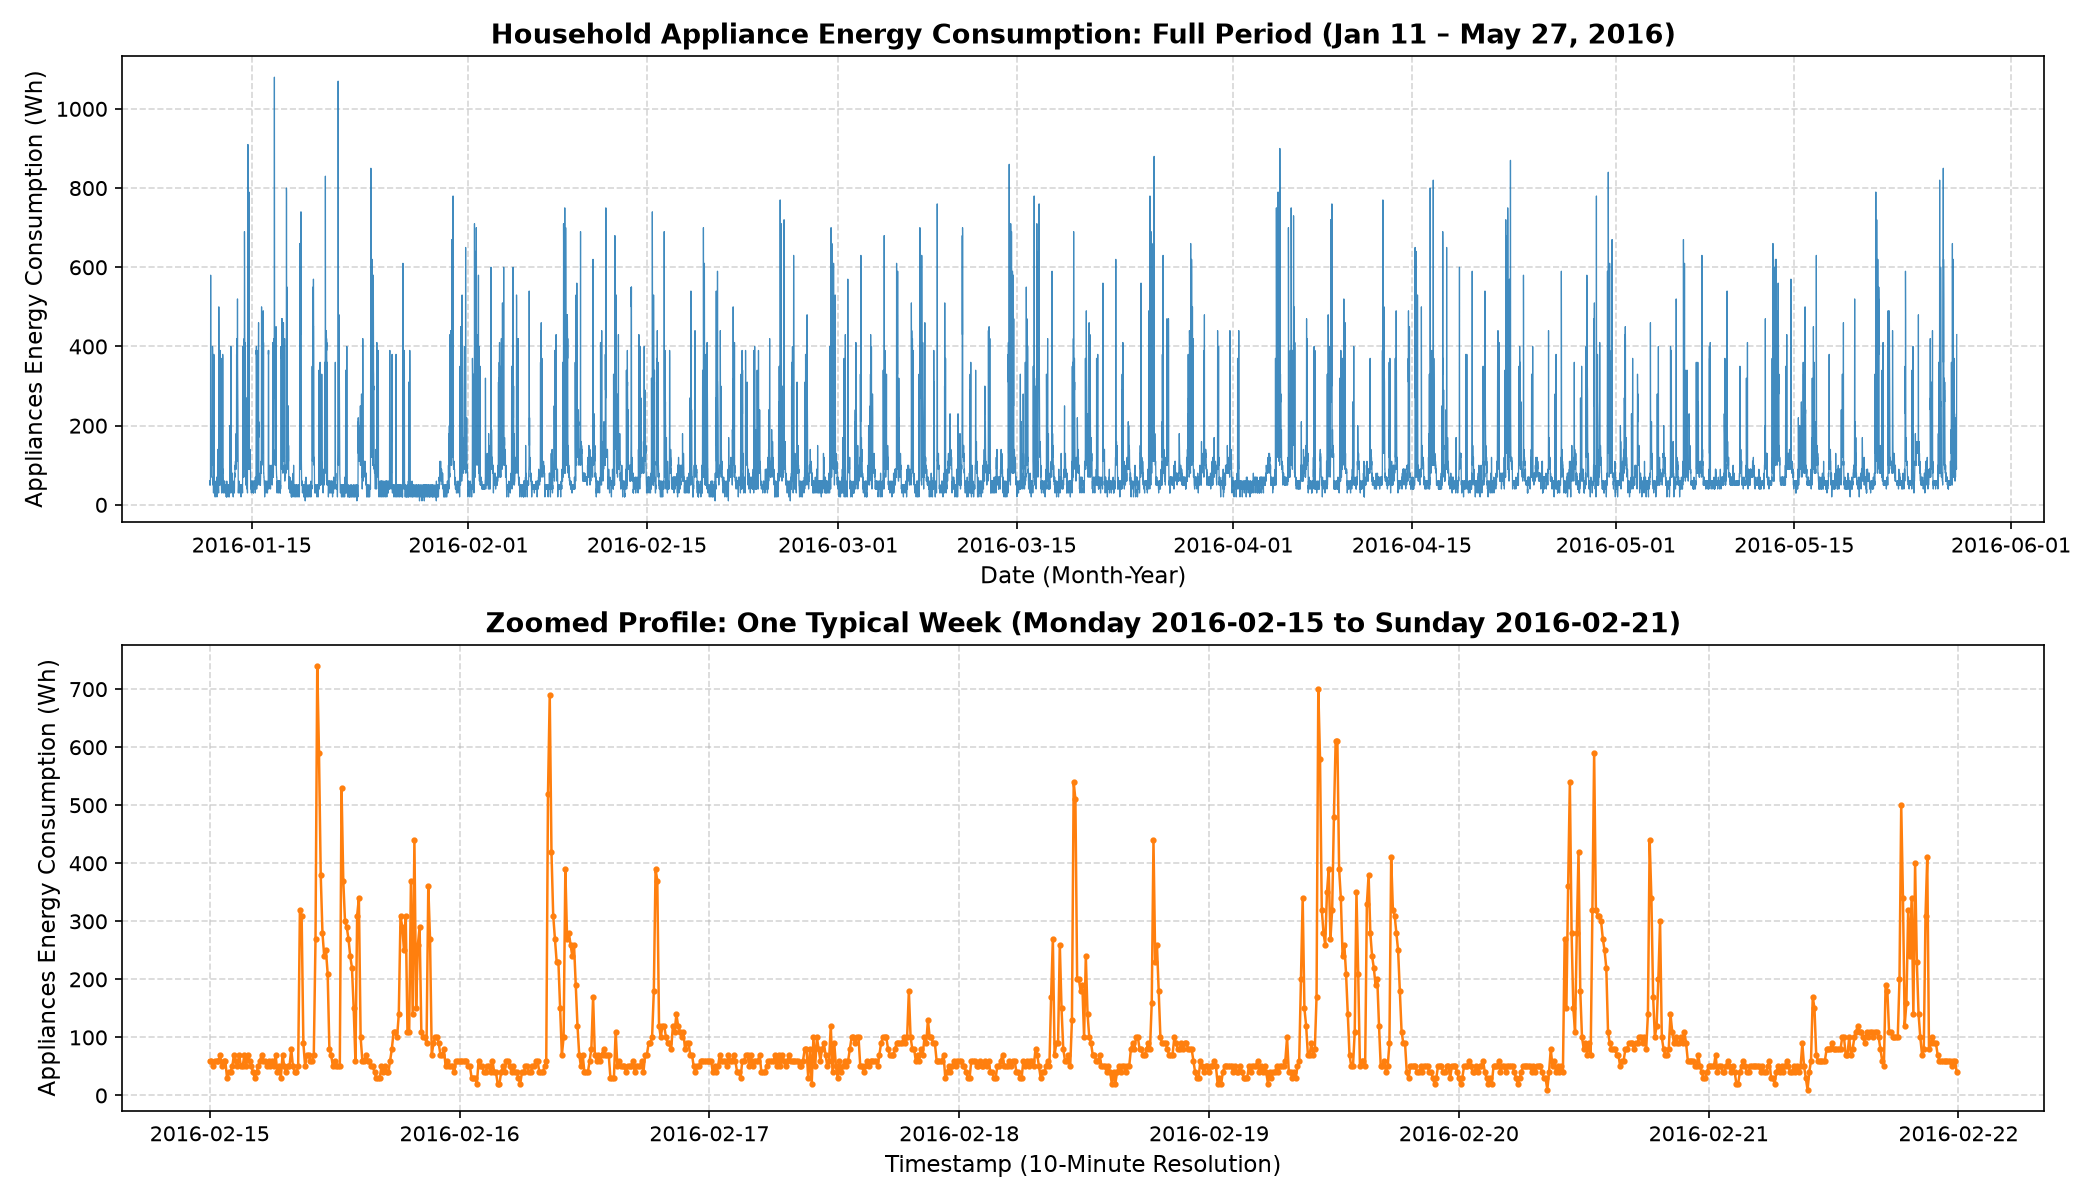 Household Appliance Energy Consumption: Full Period (Jan 11 – May 27, 2016)
Appliances Energy Consumption (Wh)
1000
800
600
400
200
0
2016-01-15 2016-02-01 2016-02-15 2016-03-01 2016-03-15 2016-04-01 2016-04-15 2016-05-01 2016-05-15 2016-06-01
Date (Month-Year)
Zoomed Profile: One Typical Week (Monday 2016-02-15 to Sunday 2016-02-21)
Appliances Energy Consumption (Wh)
700
600
500
400
300
200
100
0
2016-02-15 2016-02-16 2016-02-17 2016-02-18 2016-02-19 2016-02-20 2016-02-21 2016-02-22
Timestamp (10-Minute Resolution)